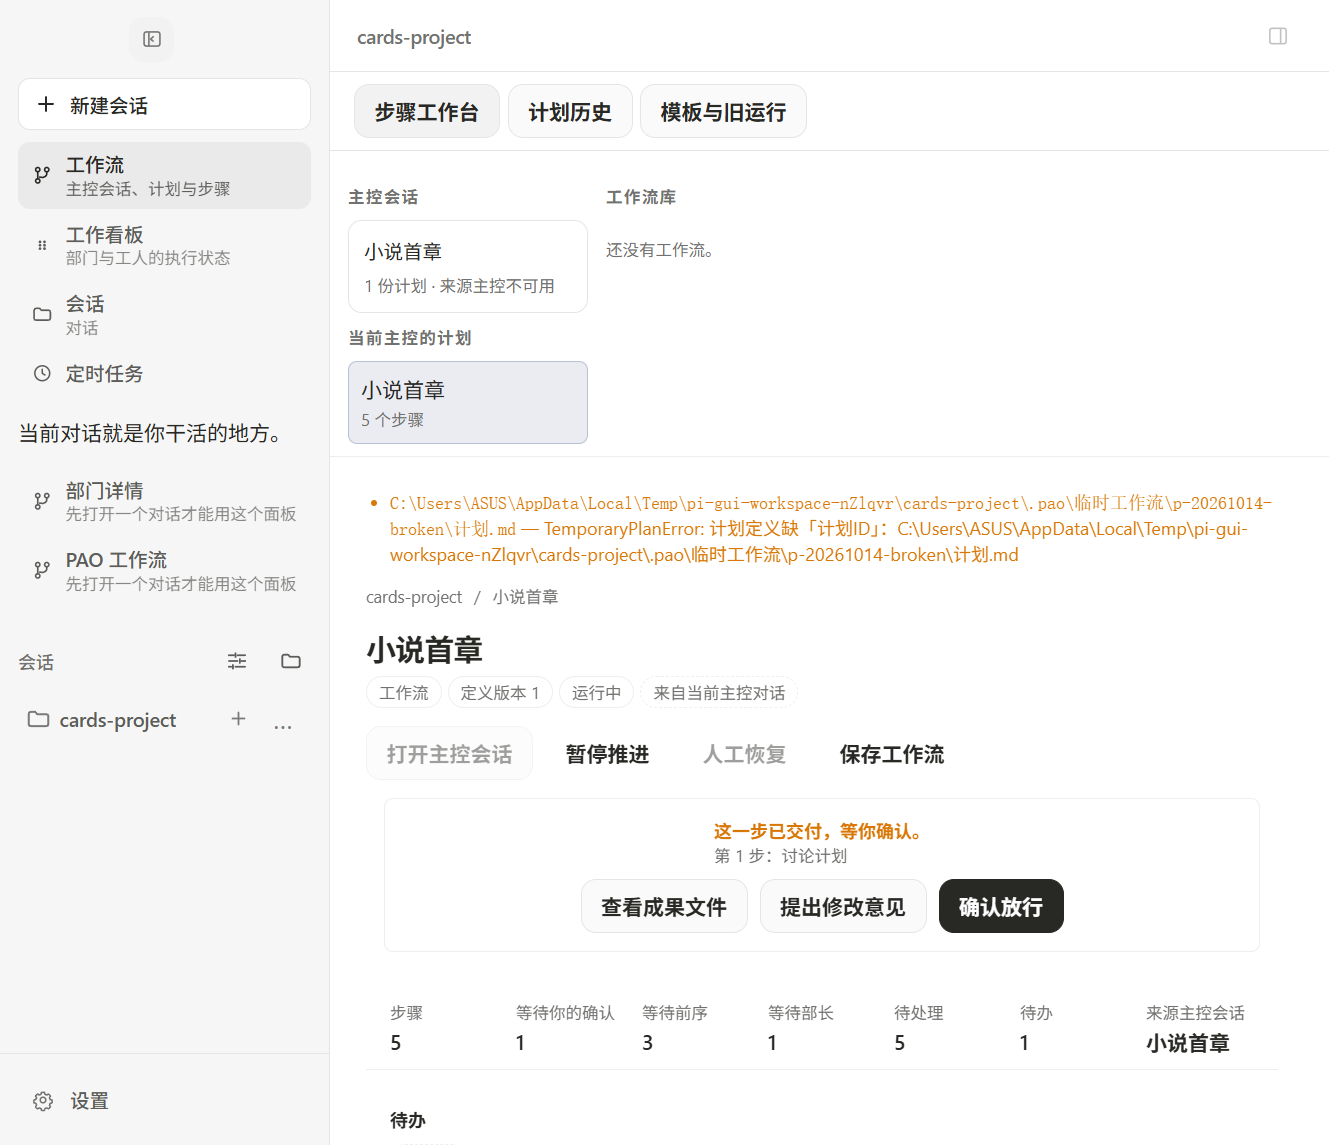 新建会话
工作流
主控会话、计划与步骤
工作看板
部门与工人的执行状态
会话
对话
定时任务
当前对话就是你干活的地方。
部门详情
先打开一个对话才能用这个面板
PAO 工作流
先打开一个对话才能用这个面板
会话
cards-project
设置
cards-project
步骤工作台
计划历史
模板与旧运行
主控会话
小说首章
1 份计划 · 来源主控不可用
当前主控的计划
小说首章
5 个步骤
工作流库
还没有工作流。
C:\Users\ASUS\AppData\Local\Temp\pi-gui-workspace-nZlqvr\cards-project\.pao\临时工作流\p-20261014-
broken\计划.md — TemporaryPlanError: 计划定义缺「计划ID」: C:\Users\ASUS\AppData\Local\Temp\pi-gui-
workspace-nZlqvr\cards-project\.pao\临时工作流\p-20261014-broken\计划.md
cards-project / 小说首章
小说首章
工作流 定义版本 1 运行中 来自当前主控对话
打开主控会话 暂停推进 人工恢复 保存工作流
这一步已交付，等你确认。
第 1 步：讨论计划
查看成果文件 提出修改意见 确认放行
步骤 等待你的确认 等待前序 等待部长 待处理 待办 来源主控会话
5 1 3 1 5 1 小说首章
待办